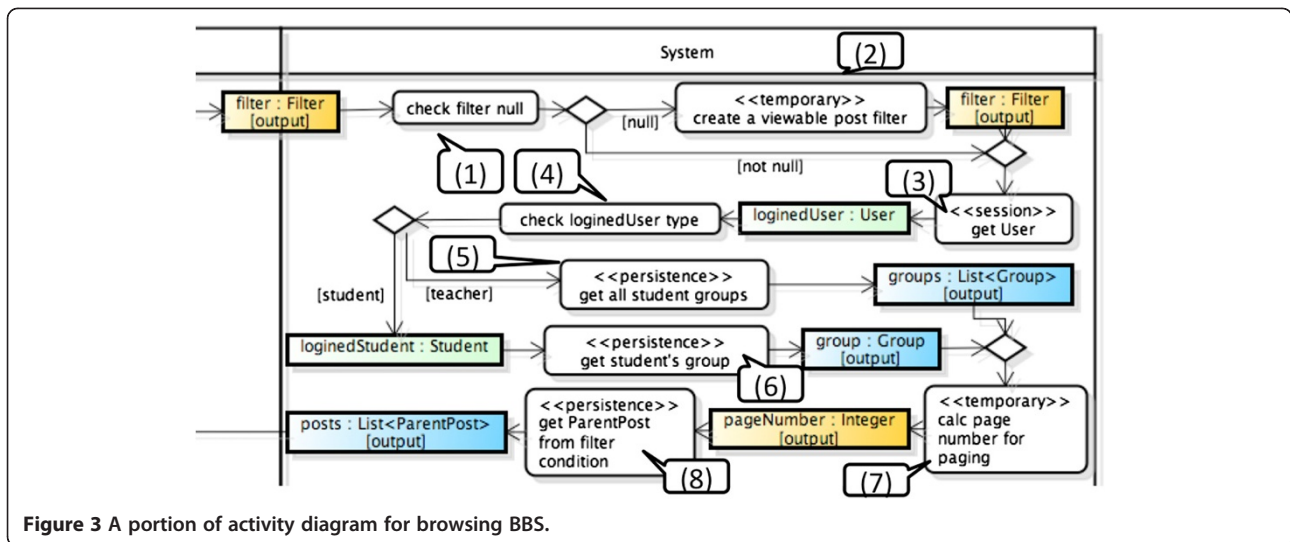 System
(2)
filter : Filter
[output]
check filter null
[null]
<<temporary>>
create a viewable post filter
filter : Filter
[output]
[not null]
(1)
(4)
(3)
check loginedUser type
loginedUser : User
<<session>>
get User
(5)
[student]
[teacher]
<<persistence>>
get all student groups
groups : List<Group>
[output]
loginedStudent : Student
<<persistence>>
get student's group
(6)
group : Group
[output]
posts : List<ParentPost>
[output]
<<persistence>>
get ParentPost
from filter
condition
(8)
pageNumber : Integer
[output]
<<temporary>>
calc page
number for
paging
(7)
Figure 3 A portion of activity diagram for browsing BBS.